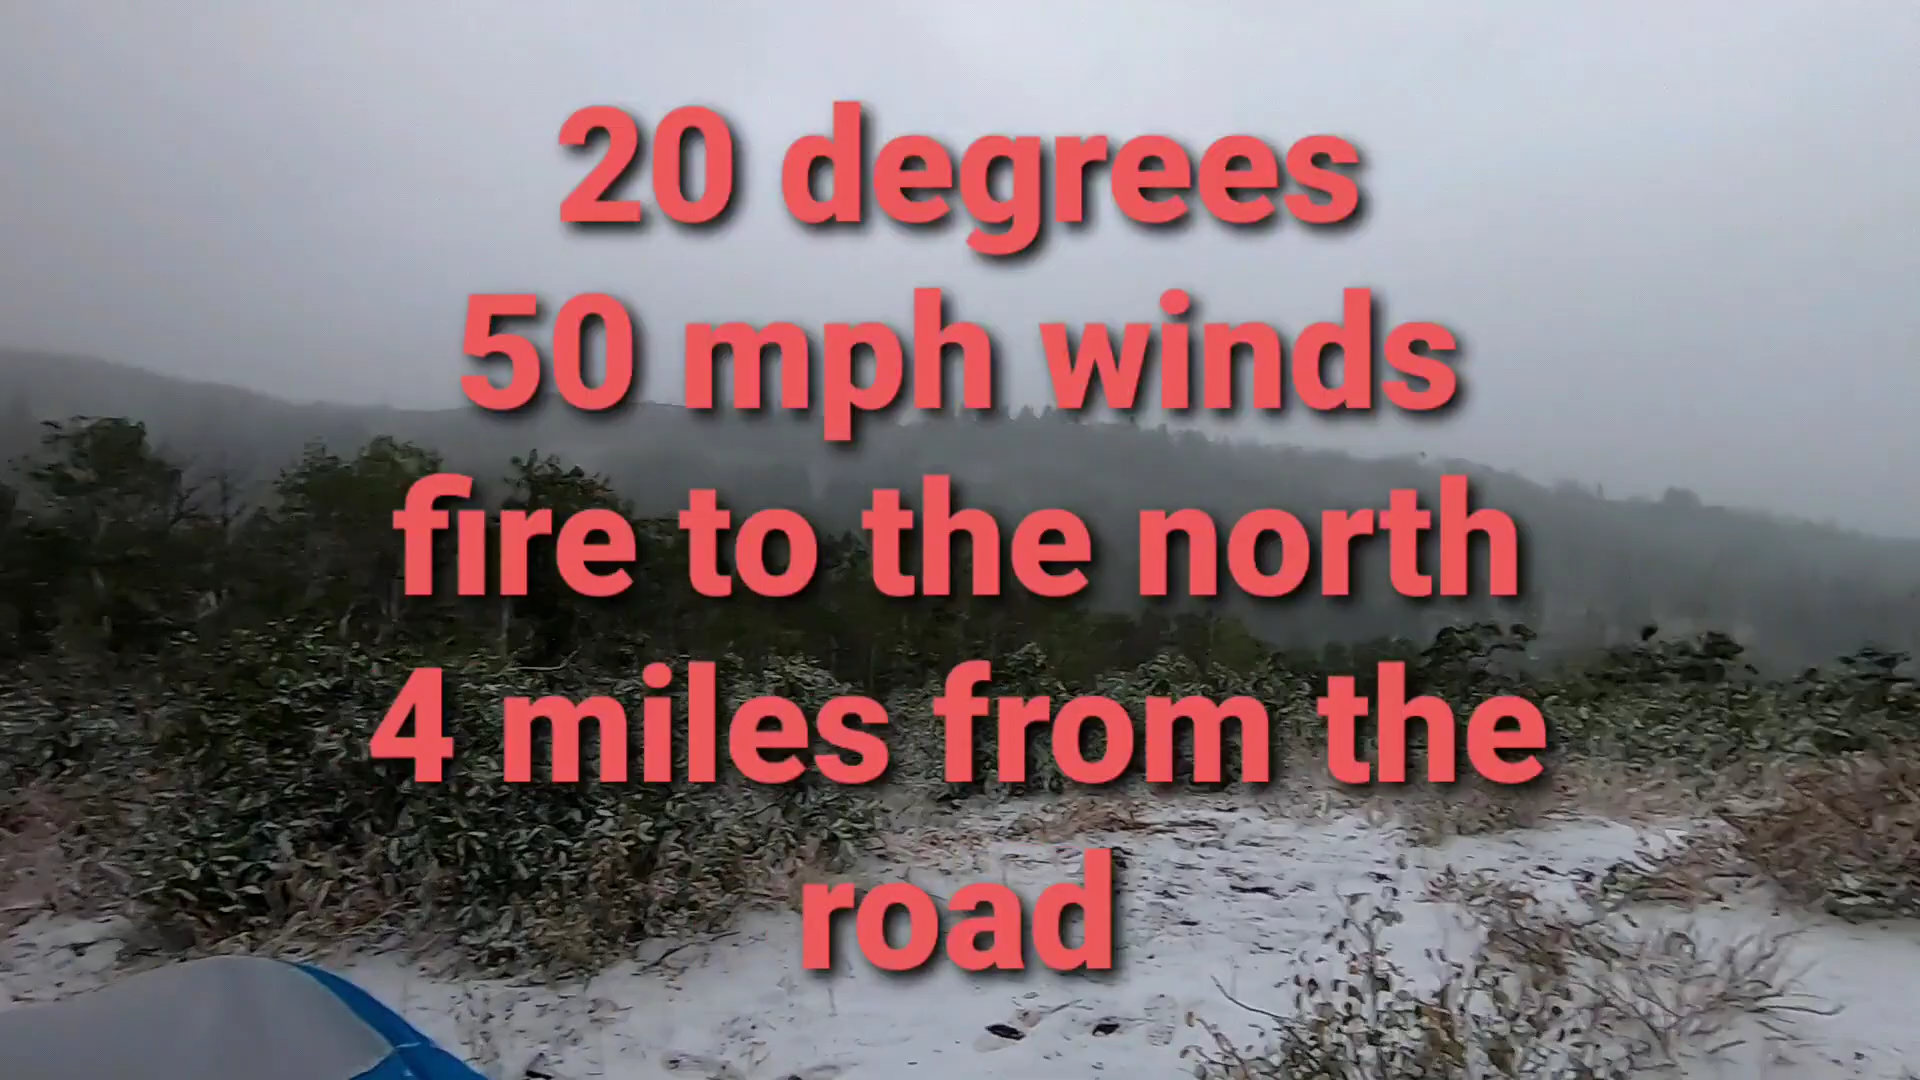 20 degrees
50 mph winds
fire to the north
4 miles from the
road